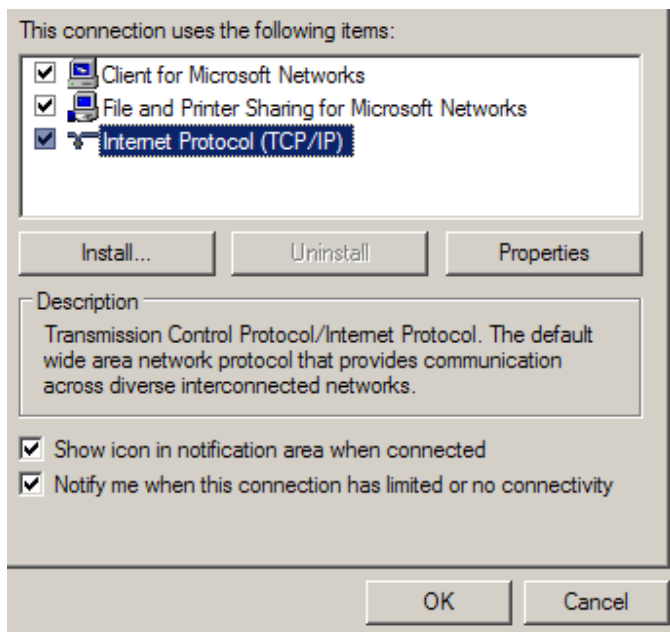 This connection uses the following items:
Client for Microsoft Networks
File and Printer Sharing for Microsoft Networks
Internet Protocol (TCP/IP)
Install... Uninstall Properties
Description
Transmission Control Protocol/Internet Protocol. The default
wide area network protocol that provides communication
across diverse interconnected networks.
Show icon in notification area when connected
Notify me when this connection has limited or no connectivity
OK Cancel